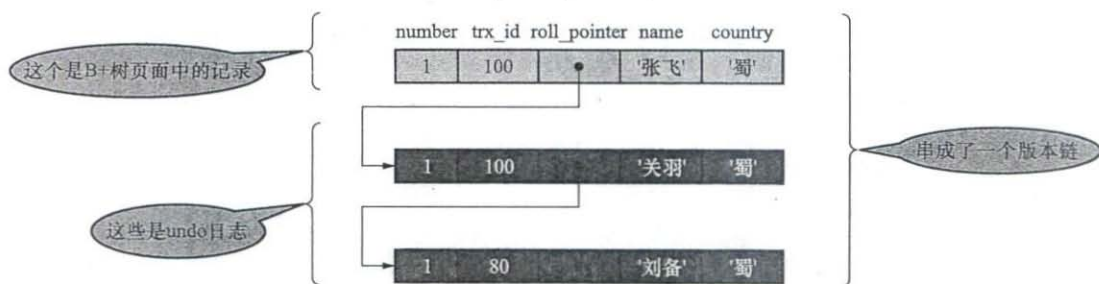 number trx_id roll_pointer name country
这个是B+树页面中的记录
1 100 '张飞' '蜀'
串成了一个版本链
1 100 '关羽' '蜀'
这些是undo日志
1 80 '刘备' '蜀'